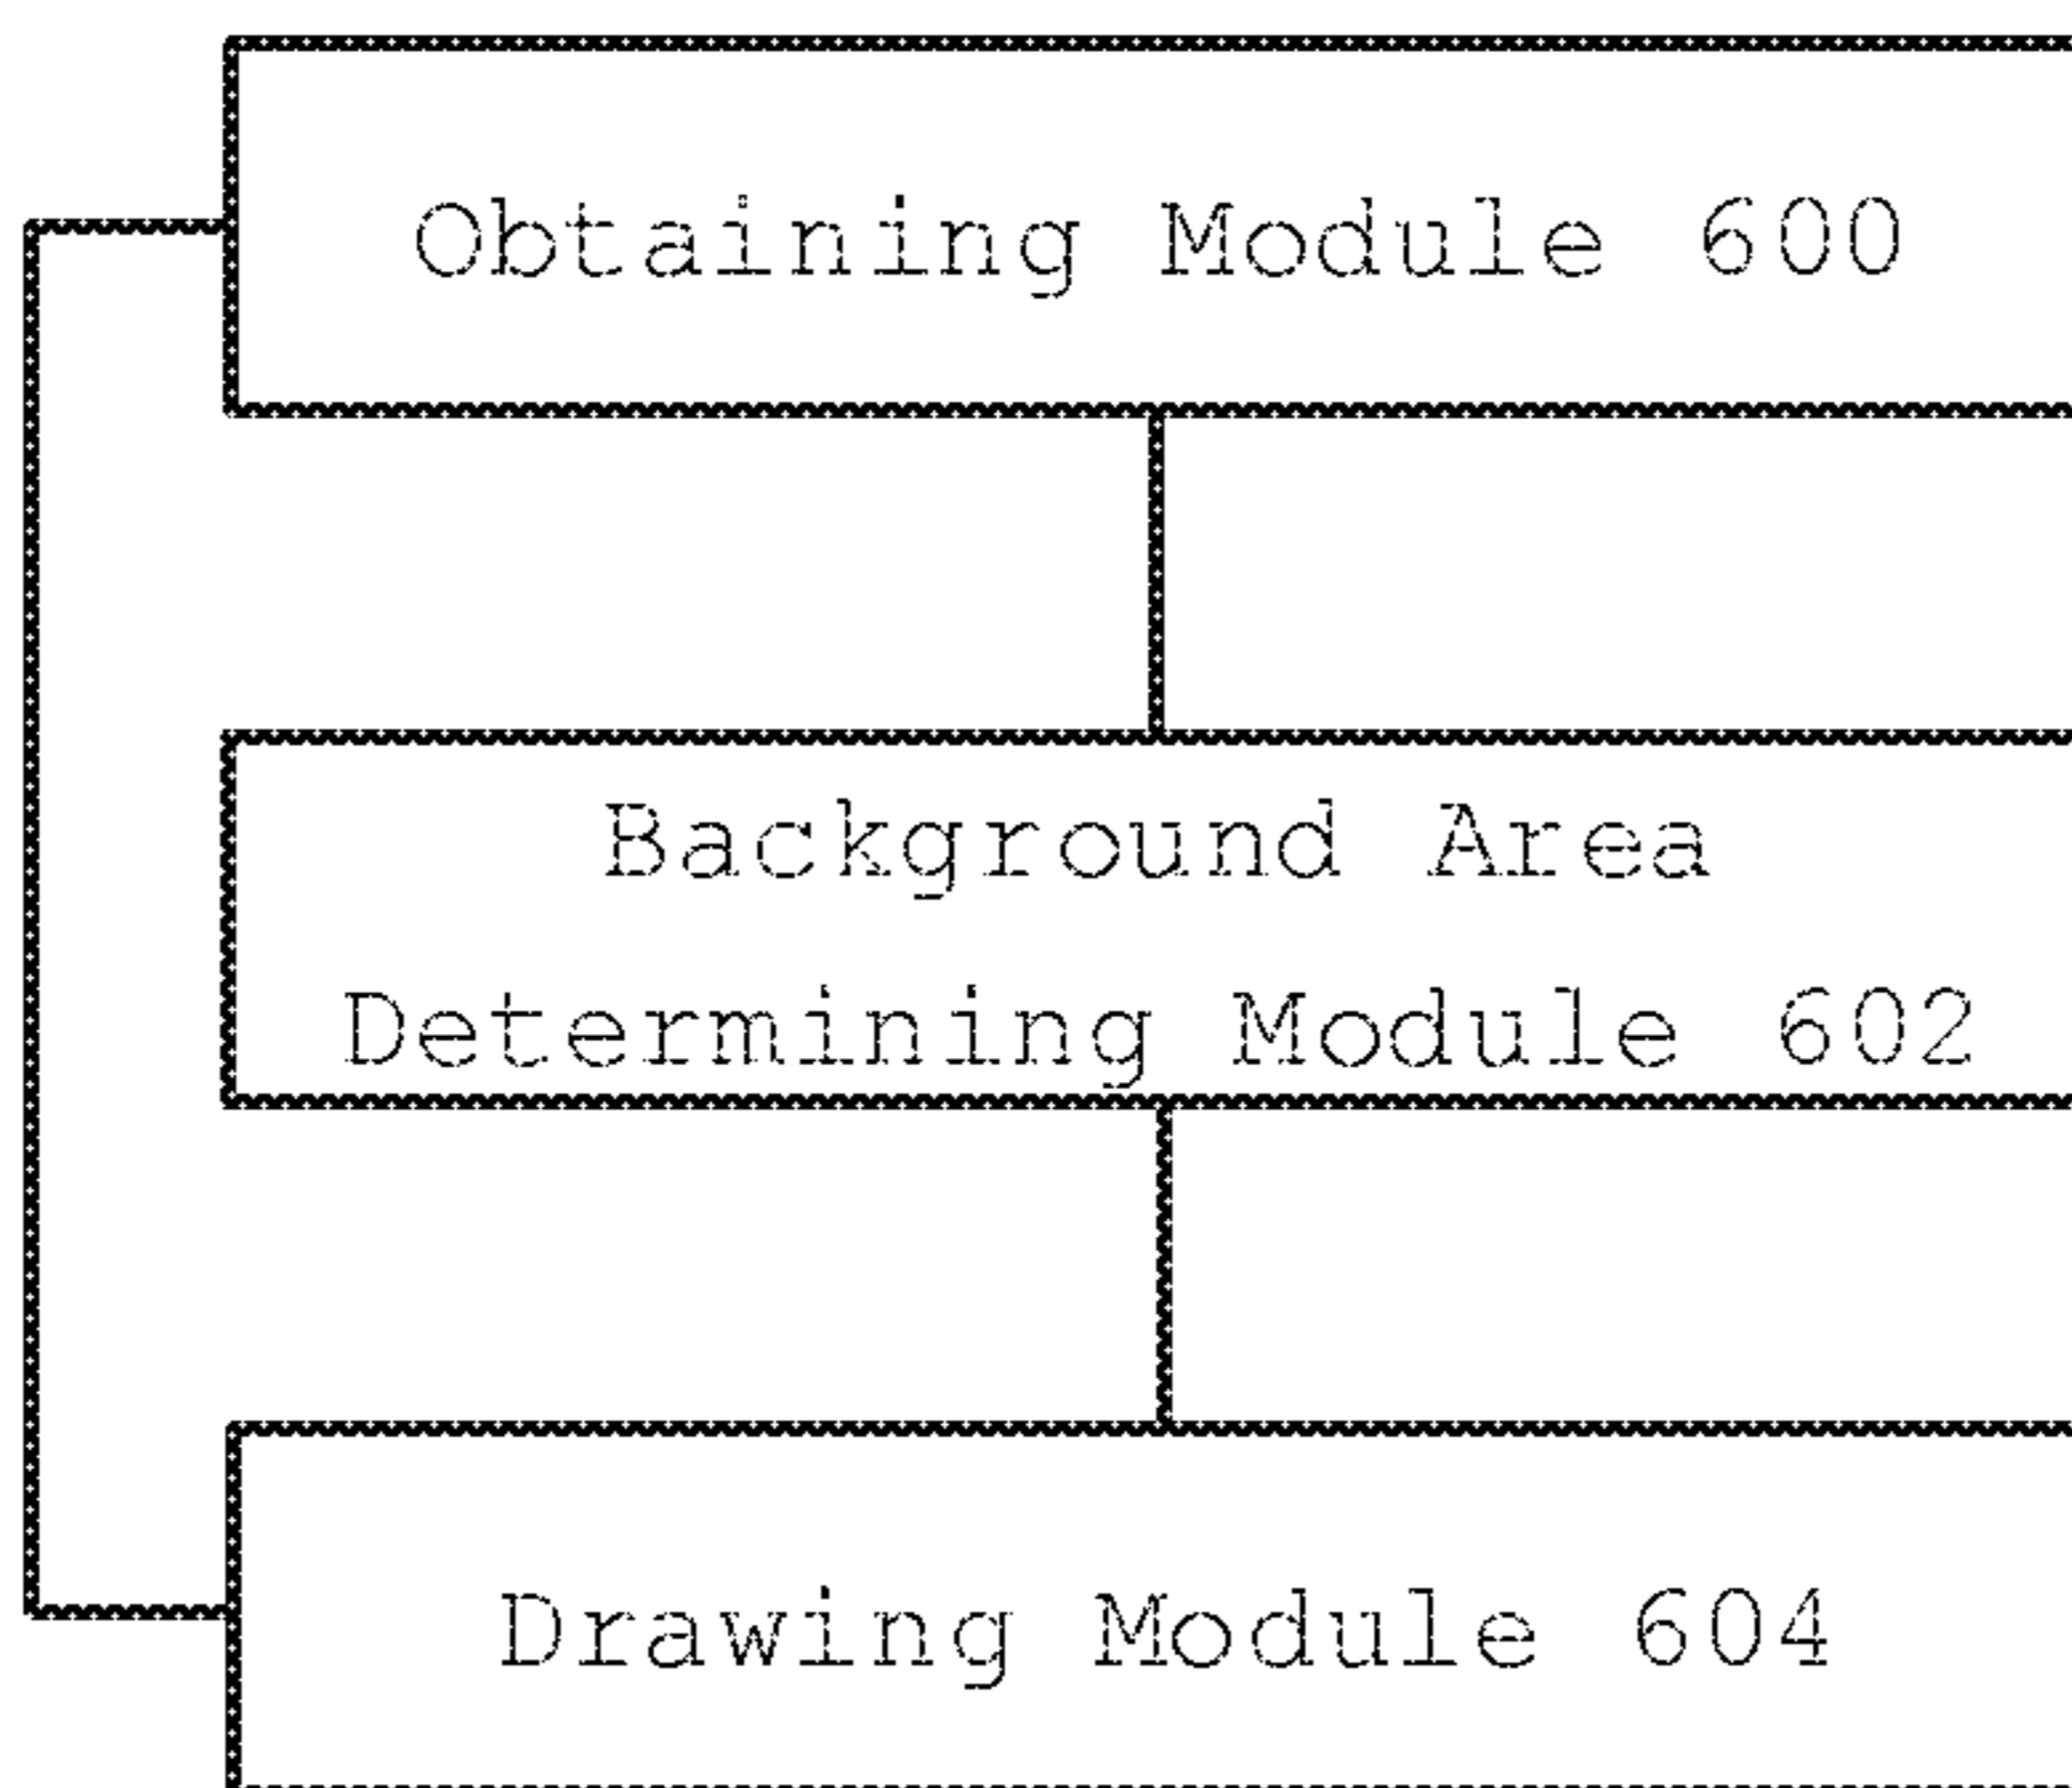 Obtaining Module 600
Background Area
Determining Module 602
Drawing Module 604